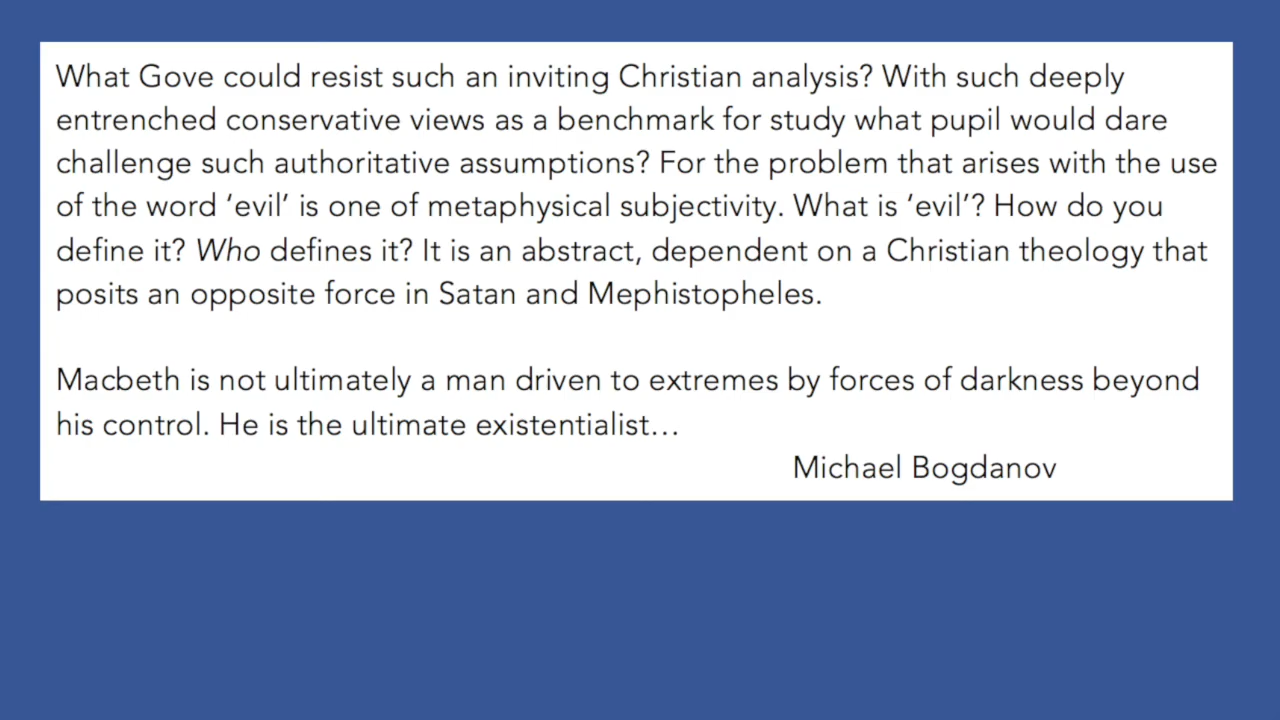 What Gove could resist such an inviting Christian analysis? With such deeply
entrenched conservative views as a benchmark for study what pupil would dare
challenge such authoritative assumptions? For the problem that arises with the use
of the word ‘evil’ is one of metaphysical subjectivity. What is ‘evil’? How do you
define it? Who defines it? It is an abstract, dependent on a Christian theology that
posits an opposite force in Satan and Mephistopheles.
Macbeth is not ultimately a man driven to extremes by forces of darkness beyond
his control. He is the ultimate existentialist…
Michael Bogdanov